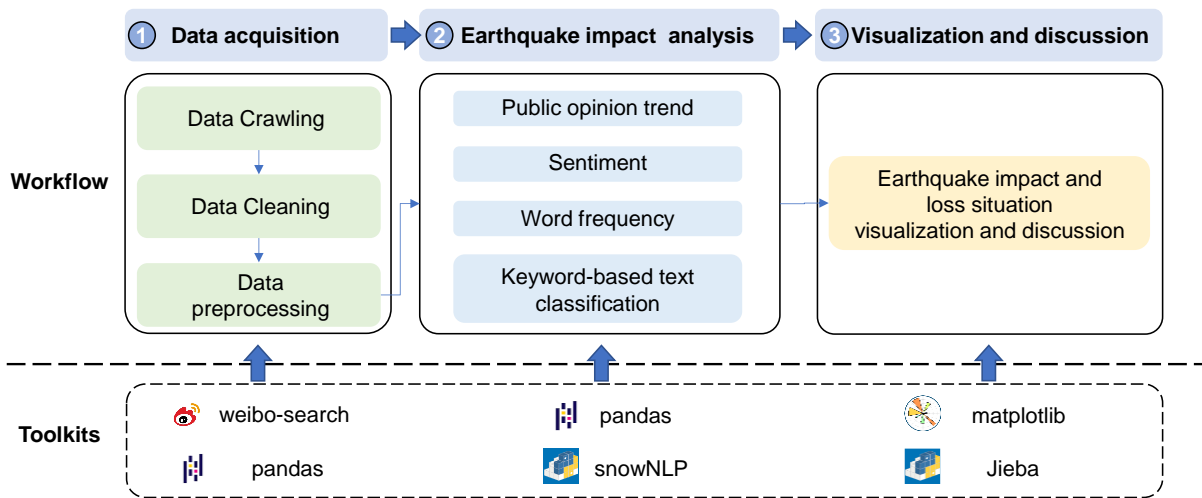 1 Data acquisition
2 Earthquake impact analysis
3 Visualization and discussion
Workflow
Data Crawling
Data Cleaning
Data
preprocessing
Public opinion trend
Sentiment
Word frequency
Keyword-based text
classification
Earthquake impact and
loss situation
visualization and discussion
Toolkits
weibo-search
pandas
pandas
snowNLP
matplotlib
Jieba